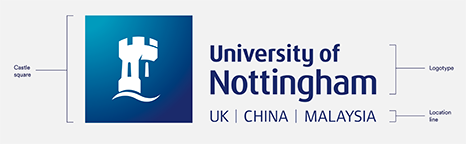 Castle
square
University of
Nottingham
UK | CHINA | MALAYSIA
Logotype
Location
line